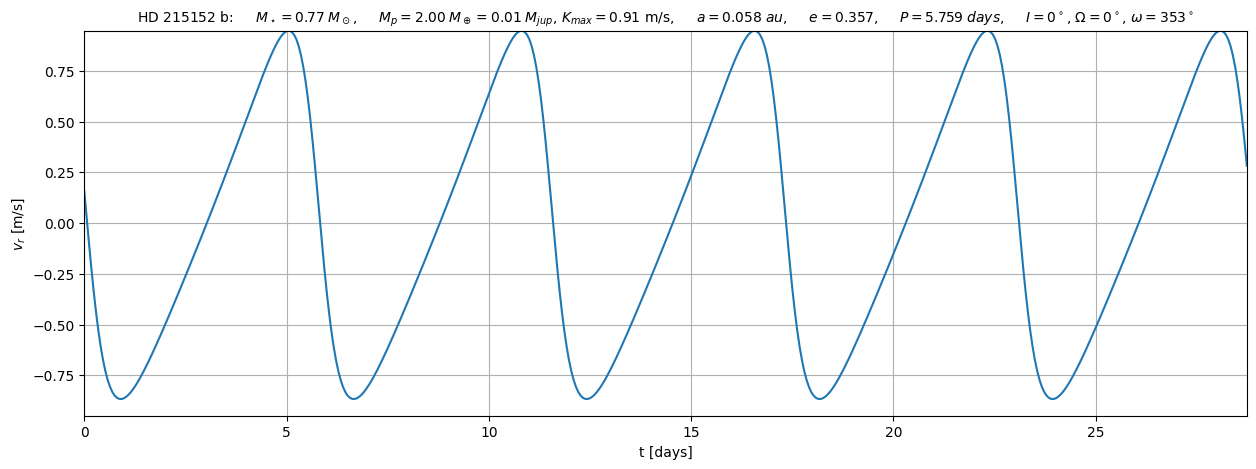 HD 215152 b: M⋆ = 0.77 M⊙, Mp = 2.00 M⊕ = 0.01 Mjup, Kmax = 0.91 m/s, a = 0.058 au, e = 0.357, P = 5.759 days, I = 0°, Ω = 0°, ω = 353°
0.75
0.50
0.25
0.00
−0.25
−0.50
−0.75
vr [m/s]
0 5 10 15 20 25
t [days]